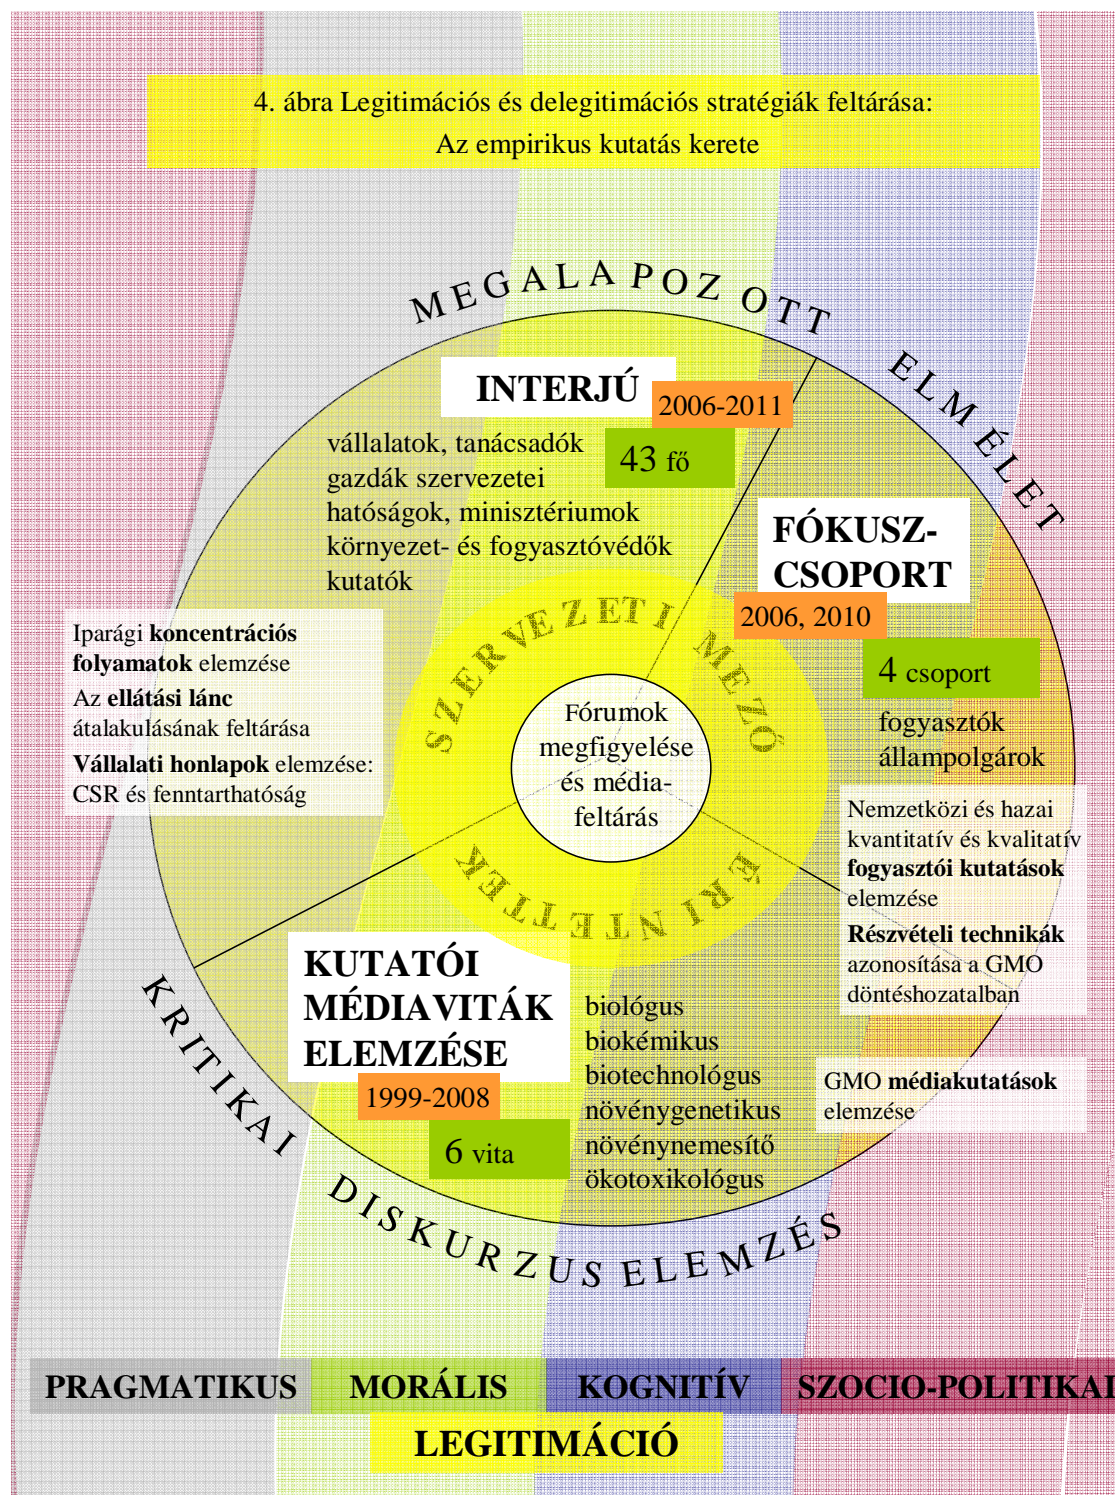 4. ábra Legitimációs és delegitimációs stratégiák feltárása:
Az empirikus kutatás kerete
MEGALAPOZOTT ELMÉLET
INTERJÚ
2006-2011
43 fő
vállalatok, tanácsadók
gazdák szervezetei
hatóságok, minisztériumok
környezet- és fogyasztóvédők
kutatók
FÓKUSZ-
CSOPORT
2006, 2010
4 csoport
fogyasztók
állampolgárok
Iparági koncentrációs
folyamatok elemzése
Az ellátási lánc
átalakulásának feltárása
Vállalati honlapok elemzése:
CSR és fenntarthatóság
SZERVEZETI MEZŐ
Fórumok
megfigyelése
és média-
feltárás
ÉRINTETTEK
Nemzetközi és hazai
kvantitatív és kvalitatív
fogyasztói kutatások
elemzése
Részvételi technikák
azonosítása a GMO
döntéshozatalban
GMO médiakutatások
elemzése
KUTATÓI
MÉDIAVITÁK
ELEMZÉSE
1999-2008
6 vita
biológus
biokémikus
biotechnológus
növénygenetikus
növénynemesítő
ökotoxikológus
KRITIKAI DISKURZUSELEMZÉS
PRAGMATIKUS
MORÁLIS
KOGNITÍV
SZOCIO-POLITIKAI
LEGITIMÁCIÓ